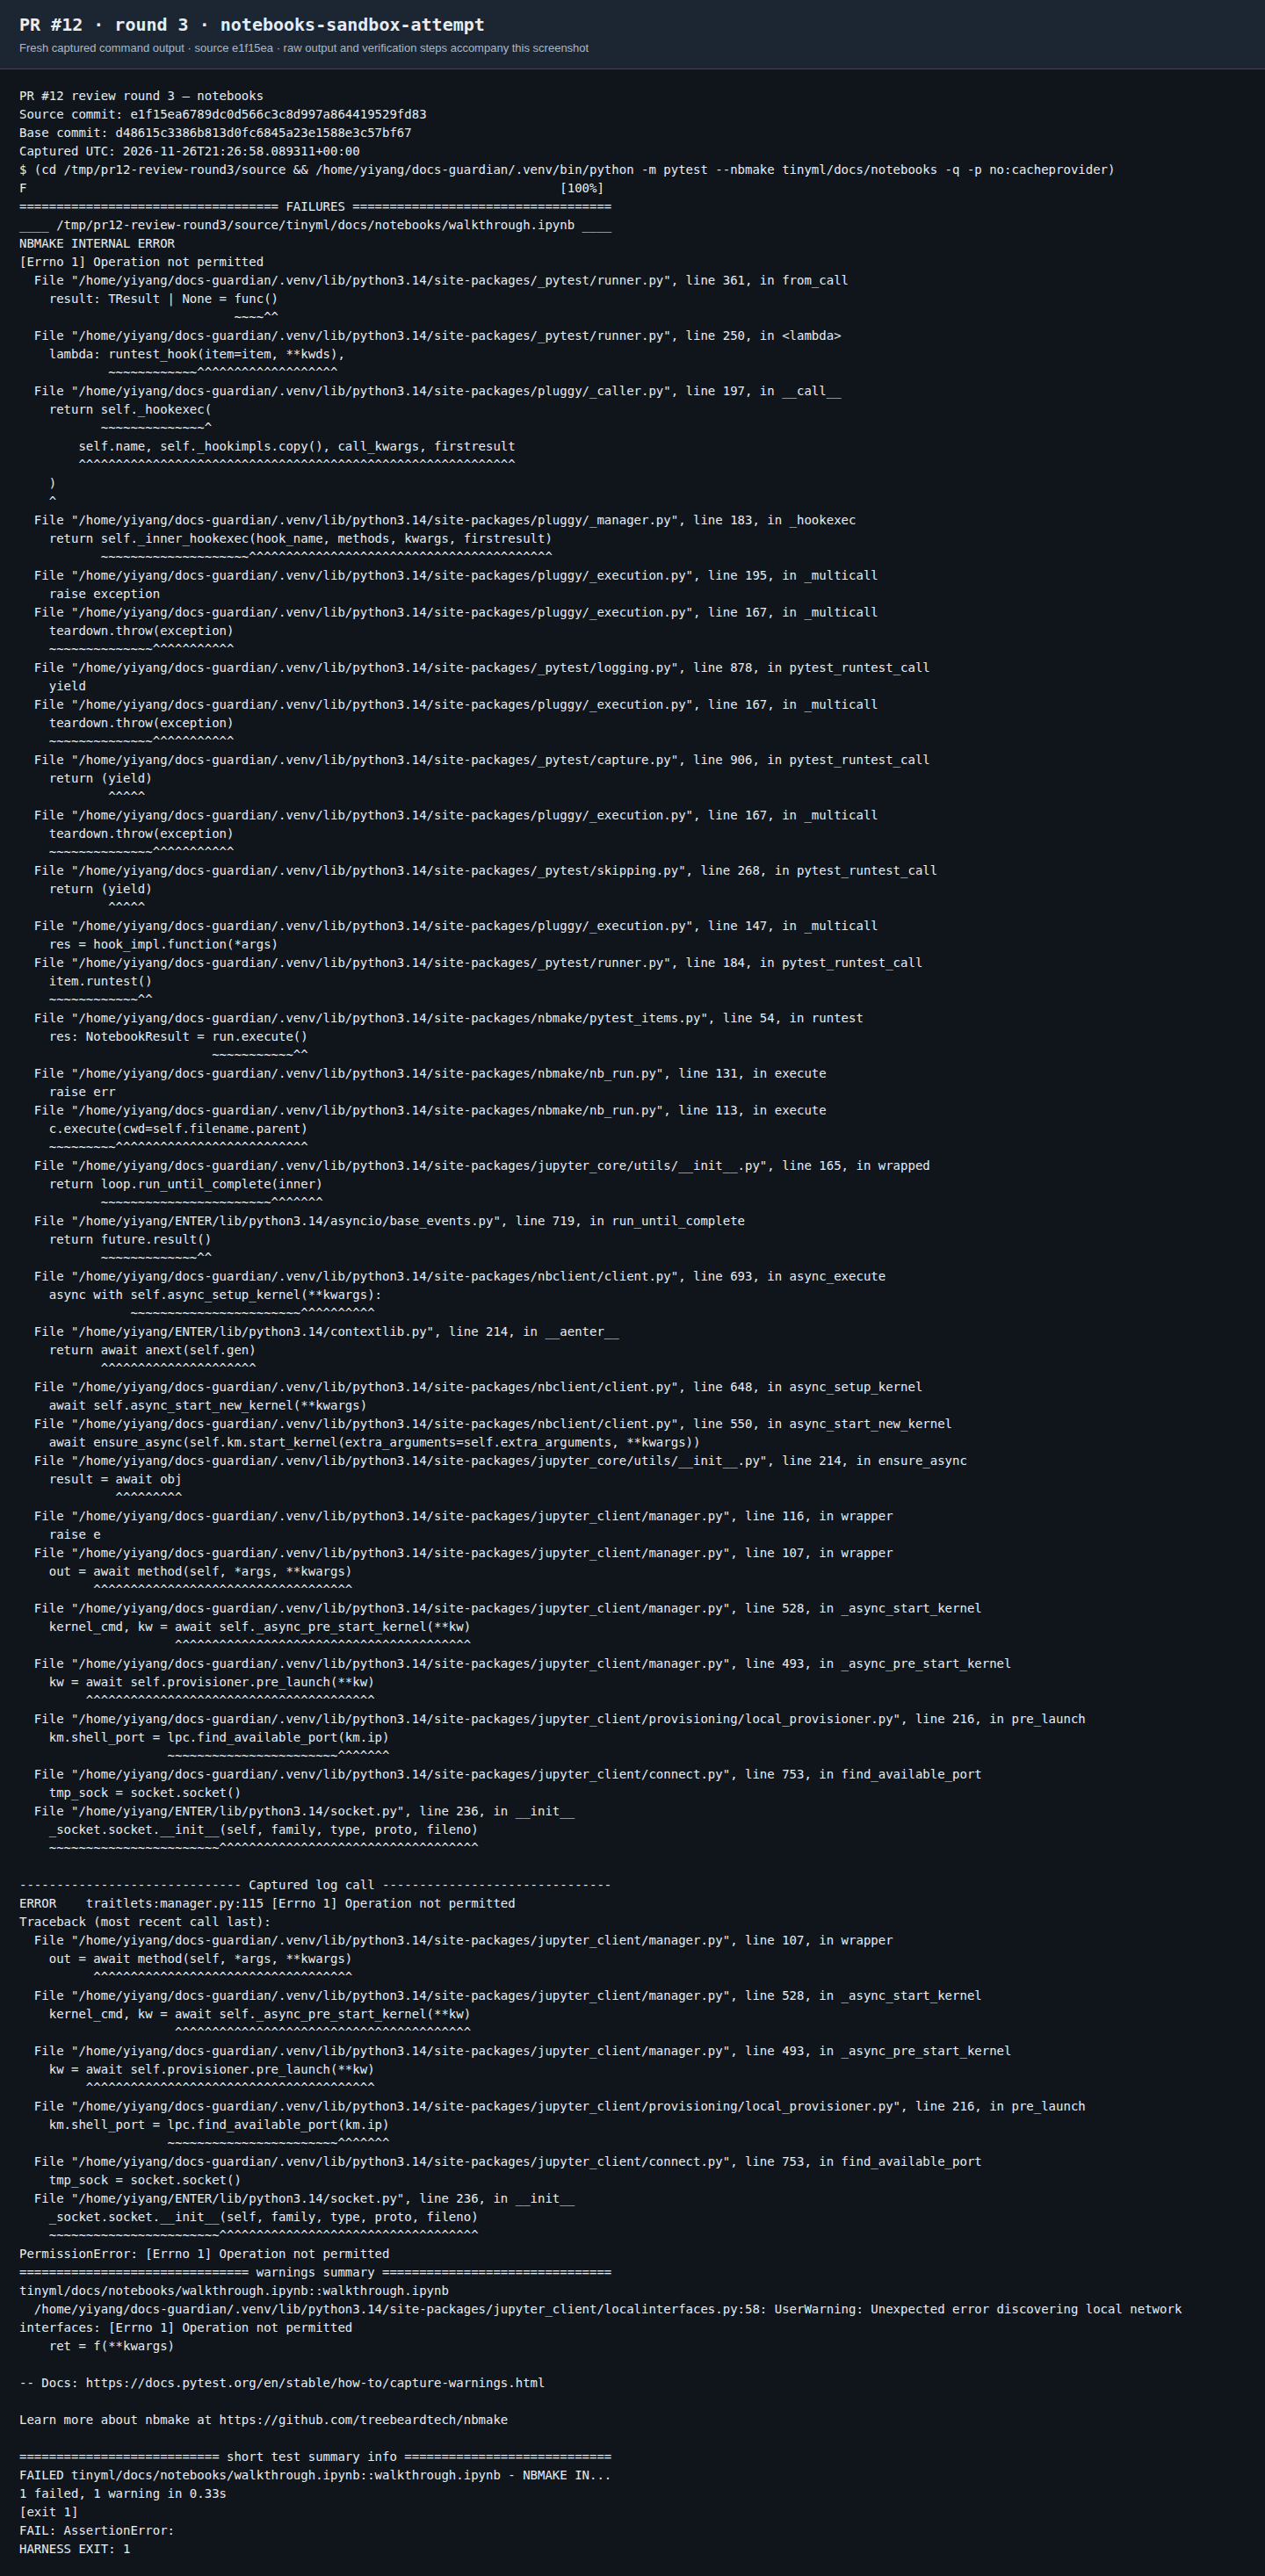 PR #12 · round 3 · notebooks-sandbox-attempt
Fresh captured command output · source e1f15ea · raw output and verification steps accompany this screenshot
PR #12 review round 3 — notebooks
Source commit: e1f15ea6789dc0d566c3c8d997a864419529fd83
Base commit: d48615c3386b813d0fc6845a23e1588e3c57bf67
Captured UTC: 2026-11-26T21:26:58.089311+00:00
$ (cd /tmp/pr12-review-round3/source && /home/yiyang/docs-guardian/.venv/bin/python -m pytest --nbmake tinyml/docs/notebooks -q -p no:cacheprovider)
F                                                                        [100%]
=================================== FAILURES ===================================
____ /tmp/pr12-review-round3/source/tinyml/docs/notebooks/walkthrough.ipynb ____
NBMAKE INTERNAL ERROR
[Errno 1] Operation not permitted
  File "/home/yiyang/docs-guardian/.venv/lib/python3.14/site-packages/_pytest/runner.py", line 361, in from_call
    result: TResult | None = func()
                             ~~~~^^
  File "/home/yiyang/docs-guardian/.venv/lib/python3.14/site-packages/_pytest/runner.py", line 250, in <lambda>
    lambda: runtest_hook(item=item, **kwds),
            ~~~~~~~~~~~~^^^^^^^^^^^^^^^^^^^
  File "/home/yiyang/docs-guardian/.venv/lib/python3.14/site-packages/pluggy/_caller.py", line 197, in __call__
    return self._hookexec(
           ~~~~~~~~~~~~~~^
        self.name, self._hookimpls.copy(), call_kwargs, firstresult
        ^^^^^^^^^^^^^^^^^^^^^^^^^^^^^^^^^^^^^^^^^^^^^^^^^^^^^^^^^^^
    )
    ^
  File "/home/yiyang/docs-guardian/.venv/lib/python3.14/site-packages/pluggy/_manager.py", line 183, in _hookexec
    return self._inner_hookexec(hook_name, methods, kwargs, firstresult)
           ~~~~~~~~~~~~~~~~~~~~^^^^^^^^^^^^^^^^^^^^^^^^^^^^^^^^^^^^^^^^^
  File "/home/yiyang/docs-guardian/.venv/lib/python3.14/site-packages/pluggy/_execution.py", line 195, in _multicall
    raise exception
  File "/home/yiyang/docs-guardian/.venv/lib/python3.14/site-packages/pluggy/_execution.py", line 167, in _multicall
    teardown.throw(exception)
    ~~~~~~~~~~~~~~^^^^^^^^^^^
  File "/home/yiyang/docs-guardian/.venv/lib/python3.14/site-packages/_pytest/logging.py", line 878, in pytest_runtest_call
    yield
  File "/home/yiyang/docs-guardian/.venv/lib/python3.14/site-packages/pluggy/_execution.py", line 167, in _multicall
    teardown.throw(exception)
    ~~~~~~~~~~~~~~^^^^^^^^^^^
  File "/home/yiyang/docs-guardian/.venv/lib/python3.14/site-packages/_pytest/capture.py", line 906, in pytest_runtest_call
    return (yield)
            ^^^^^
  File "/home/yiyang/docs-guardian/.venv/lib/python3.14/site-packages/pluggy/_execution.py", line 167, in _multicall
    teardown.throw(exception)
    ~~~~~~~~~~~~~~^^^^^^^^^^^
  File "/home/yiyang/docs-guardian/.venv/lib/python3.14/site-packages/_pytest/skipping.py", line 268, in pytest_runtest_call
    return (yield)
            ^^^^^
  File "/home/yiyang/docs-guardian/.venv/lib/python3.14/site-packages/pluggy/_execution.py", line 147, in _multicall
    res = hook_impl.function(*args)
  File "/home/yiyang/docs-guardian/.venv/lib/python3.14/site-packages/_pytest/runner.py", line 184, in pytest_runtest_call
    item.runtest()
    ~~~~~~~~~~~~^^
  File "/home/yiyang/docs-guardian/.venv/lib/python3.14/site-packages/nbmake/pytest_items.py", line 54, in runtest
    res: NotebookResult = run.execute()
                          ~~~~~~~~~~~^^
  File "/home/yiyang/docs-guardian/.venv/lib/python3.14/site-packages/nbmake/nb_run.py", line 131, in execute
    raise err
  File "/home/yiyang/docs-guardian/.venv/lib/python3.14/site-packages/nbmake/nb_run.py", line 113, in execute
    c.execute(cwd=self.filename.parent)
    ~~~~~~~~~^^^^^^^^^^^^^^^^^^^^^^^^^^
  File "/home/yiyang/docs-guardian/.venv/lib/python3.14/site-packages/jupyter_core/utils/__init__.py", line 165, in wrapped
    return loop.run_until_complete(inner)
           ~~~~~~~~~~~~~~~~~~~~~~~^^^^^^^
  File "/home/yiyang/ENTER/lib/python3.14/asyncio/base_events.py", line 719, in run_until_complete
    return future.result()
           ~~~~~~~~~~~~~^^
  File "/home/yiyang/docs-guardian/.venv/lib/python3.14/site-packages/nbclient/client.py", line 693, in async_execute
    async with self.async_setup_kernel(**kwargs):
               ~~~~~~~~~~~~~~~~~~~~~~~^^^^^^^^^^
  File "/home/yiyang/ENTER/lib/python3.14/contextlib.py", line 214, in __aenter__
    return await anext(self.gen)
           ^^^^^^^^^^^^^^^^^^^^^
  File "/home/yiyang/docs-guardian/.venv/lib/python3.14/site-packages/nbclient/client.py", line 648, in async_setup_kernel
    await self.async_start_new_kernel(**kwargs)
  File "/home/yiyang/docs-guardian/.venv/lib/python3.14/site-packages/nbclient/client.py", line 550, in async_start_new_kernel
    await ensure_async(self.km.start_kernel(extra_arguments=self.extra_arguments, **kwargs))
  File "/home/yiyang/docs-guardian/.venv/lib/python3.14/site-packages/jupyter_core/utils/__init__.py", line 214, in ensure_async
    result = await obj
             ^^^^^^^^^
  File "/home/yiyang/docs-guardian/.venv/lib/python3.14/site-packages/jupyter_client/manager.py", line 116, in wrapper
    raise e
  File "/home/yiyang/docs-guardian/.venv/lib/python3.14/site-packages/jupyter_client/manager.py", line 107, in wrapper
    out = await method(self, *args, **kwargs)
          ^^^^^^^^^^^^^^^^^^^^^^^^^^^^^^^^^^^
  File "/home/yiyang/docs-guardian/.venv/lib/python3.14/site-packages/jupyter_client/manager.py", line 528, in _async_start_kernel
    kernel_cmd, kw = await self._async_pre_start_kernel(**kw)
                     ^^^^^^^^^^^^^^^^^^^^^^^^^^^^^^^^^^^^^^^^
  File "/home/yiyang/docs-guardian/.venv/lib/python3.14/site-packages/jupyter_client/manager.py", line 493, in _async_pre_start_kernel
    kw = await self.provisioner.pre_launch(**kw)
         ^^^^^^^^^^^^^^^^^^^^^^^^^^^^^^^^^^^^^^^
  File "/home/yiyang/docs-guardian/.venv/lib/python3.14/site-packages/jupyter_client/provisioning/local_provisioner.py", line 216, in pre_launch
    km.shell_port = lpc.find_available_port(km.ip)
                    ~~~~~~~~~~~~~~~~~~~~~~~^^^^^^^
  File "/home/yiyang/docs-guardian/.venv/lib/python3.14/site-packages/jupyter_client/connect.py", line 753, in find_available_port
    tmp_sock = socket.socket()
  File "/home/yiyang/ENTER/lib/python3.14/socket.py", line 236, in __init__
    _socket.socket.__init__(self, family, type, proto, fileno)
    ~~~~~~~~~~~~~~~~~~~~~~~^^^^^^^^^^^^^^^^^^^^^^^^^^^^^^^^^^^
------------------------------ Captured log call -------------------------------
ERROR    traitlets:manager.py:115 [Errno 1] Operation not permitted
Traceback (most recent call last):
  File "/home/yiyang/docs-guardian/.venv/lib/python3.14/site-packages/jupyter_client/manager.py", line 107, in wrapper
    out = await method(self, *args, **kwargs)
          ^^^^^^^^^^^^^^^^^^^^^^^^^^^^^^^^^^^
  File "/home/yiyang/docs-guardian/.venv/lib/python3.14/site-packages/jupyter_client/manager.py", line 528, in _async_start_kernel
    kernel_cmd, kw = await self._async_pre_start_kernel(**kw)
                     ^^^^^^^^^^^^^^^^^^^^^^^^^^^^^^^^^^^^^^^^
  File "/home/yiyang/docs-guardian/.venv/lib/python3.14/site-packages/jupyter_client/manager.py", line 493, in _async_pre_start_kernel
    kw = await self.provisioner.pre_launch(**kw)
         ^^^^^^^^^^^^^^^^^^^^^^^^^^^^^^^^^^^^^^^
  File "/home/yiyang/docs-guardian/.venv/lib/python3.14/site-packages/jupyter_client/provisioning/local_provisioner.py", line 216, in pre_launch
    km.shell_port = lpc.find_available_port(km.ip)
                    ~~~~~~~~~~~~~~~~~~~~~~~^^^^^^^
  File "/home/yiyang/docs-guardian/.venv/lib/python3.14/site-packages/jupyter_client/connect.py", line 753, in find_available_port
    tmp_sock = socket.socket()
  File "/home/yiyang/ENTER/lib/python3.14/socket.py", line 236, in __init__
    _socket.socket.__init__(self, family, type, proto, fileno)
    ~~~~~~~~~~~~~~~~~~~~~~~^^^^^^^^^^^^^^^^^^^^^^^^^^^^^^^^^^^
PermissionError: [Errno 1] Operation not permitted
=============================== warnings summary ===============================
tinyml/docs/notebooks/walkthrough.ipynb::walkthrough.ipynb
  /home/yiyang/docs-guardian/.venv/lib/python3.14/site-packages/jupyter_client/localinterfaces.py:58: UserWarning: Unexpected error discovering local network
interfaces: [Errno 1] Operation not permitted
    ret = f(**kwargs)
-- Docs: https://docs.pytest.org/en/stable/how-to/capture-warnings.html
Learn more about nbmake at https://github.com/treebeardtech/nbmake
=========================== short test summary info ============================
FAILED tinyml/docs/notebooks/walkthrough.ipynb::walkthrough.ipynb - NBMAKE IN...
1 failed, 1 warning in 0.33s
[exit 1]
FAIL: AssertionError:
HARNESS EXIT: 1